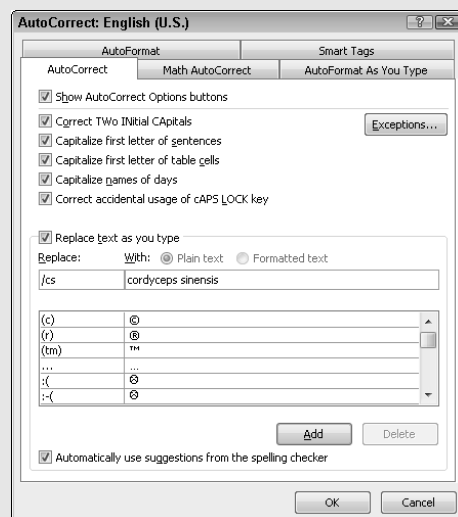 AutoCorrect: English (U.S.)
AutoFormat Smart Tags
AutoCorrect Math AutoCorrect AutoFormat As You Type
Show AutoCorrect Options buttons
Correct TWo INitial CApitals
Exceptions...
Capitalize first letter of sentences
Capitalize first letter of table cells
Capitalize names of days
Correct accidental usage of cAPS LOCK key
Replace text as you type
Replace: With: Plain text Formatted text
/cs cordyceps sinensis
(c) ©
(r) ®
(tm) ™
... ...
:( ☹
:-( ☹
Add Delete
Automatically use suggestions from the spelling checker
OK Cancel